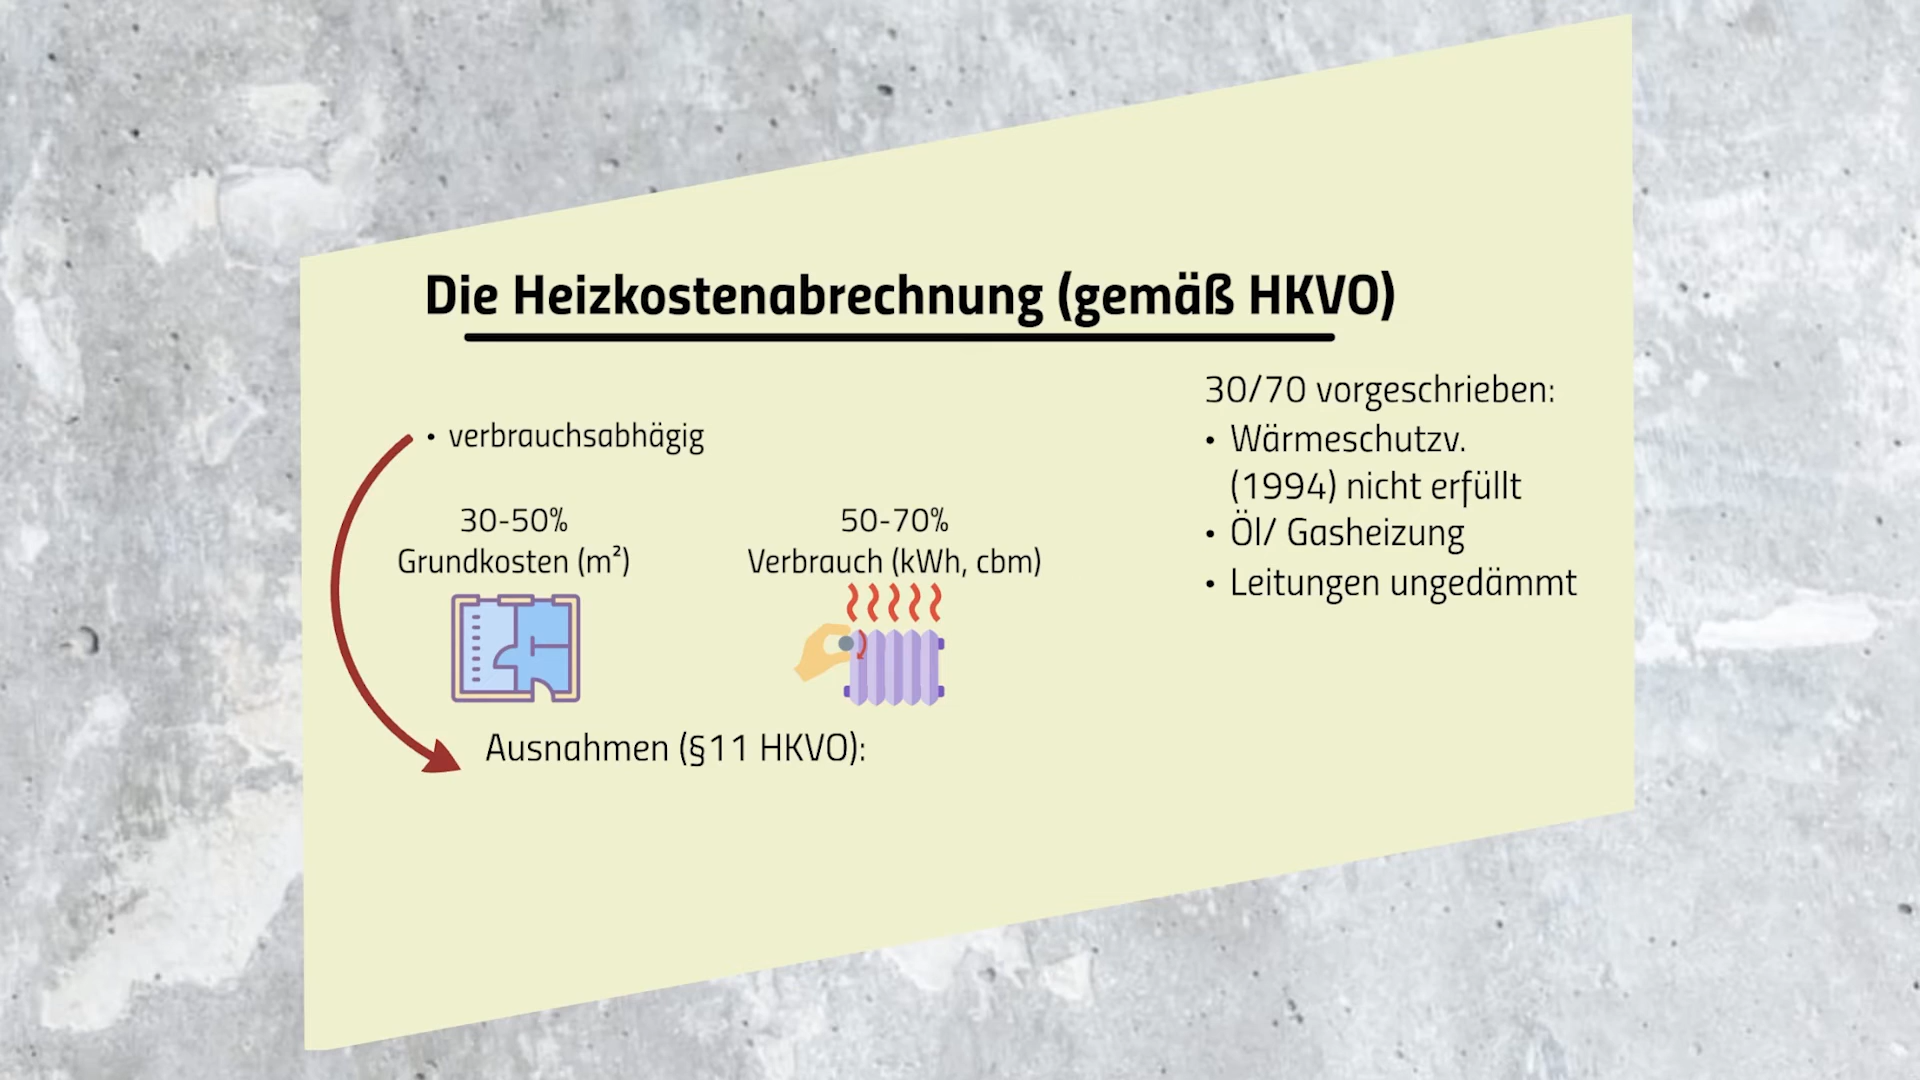 Die Heizkostenabrechnung (gemäß HKVO)
• verbrauchsabhägig
30-50%
Grundkosten (m²)
50-70%
Verbrauch (kWh, cbm)
Ausnahmen (§11 HKVO):
30/70 vorgeschrieben:
• Wärmeschutzv.
(1994) nicht erfüllt
• Öl/ Gasheizung
• Leitungen ungedämmt